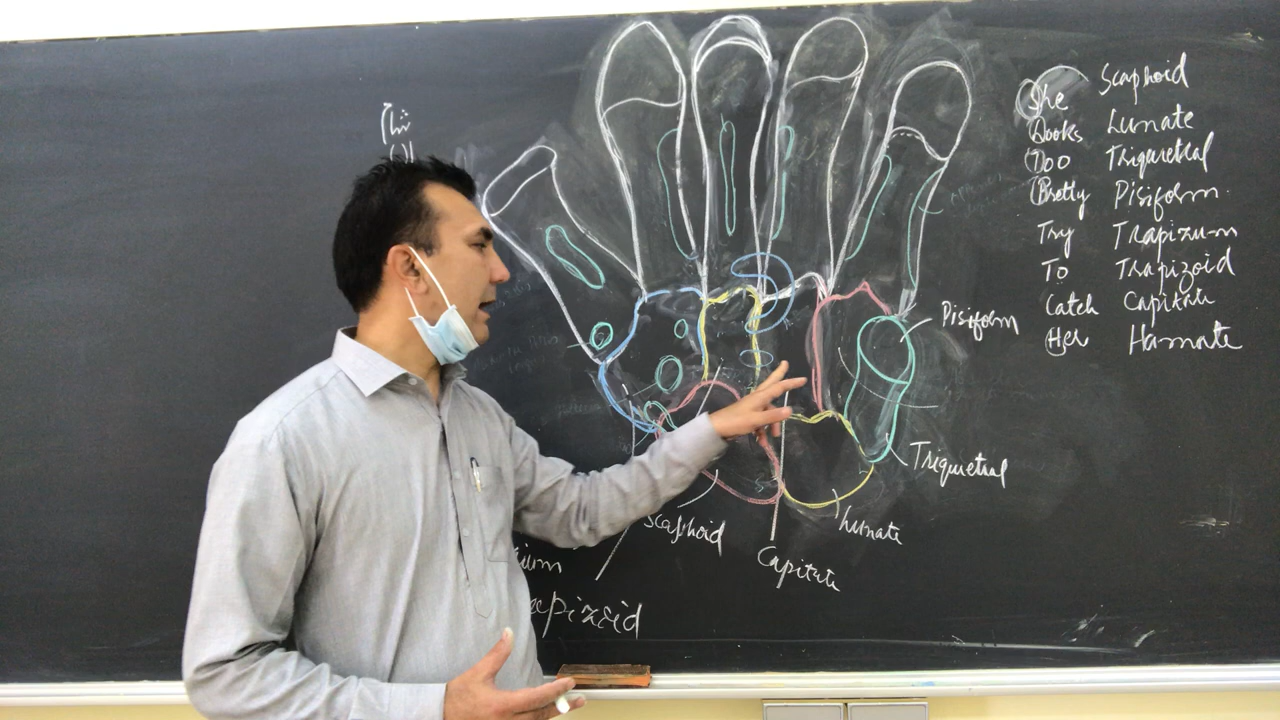 She Scaphoid
Looks Lunate
Too Triquetral
Pretty Pisiform
Try Trapizum
To Trapizoid
Catch Capitate
Her Hamate
Pisiform
Triquetral
Lunate
Scaphoid
Capitate
ium
apizoid